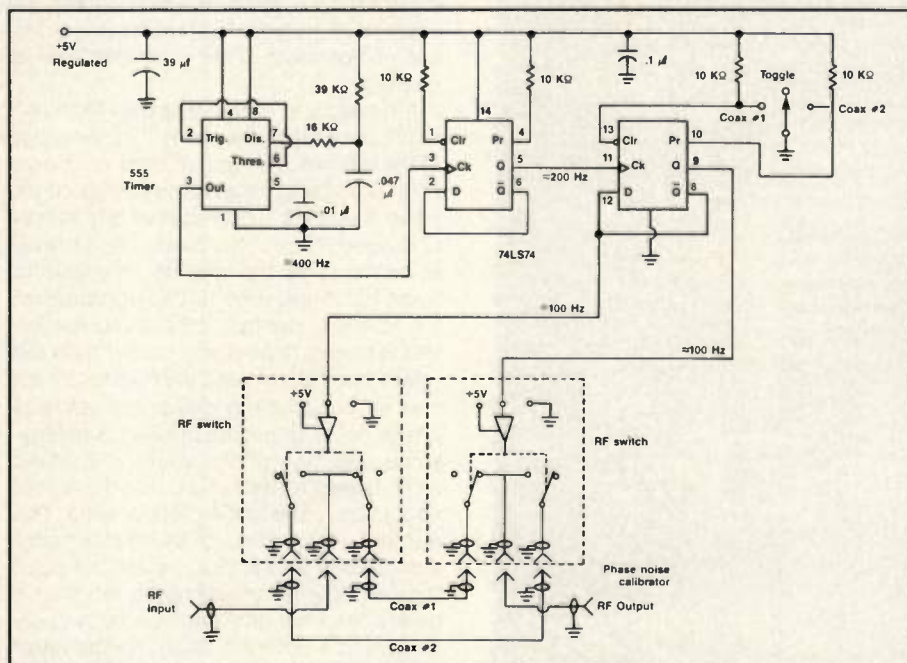 +5V
Regulated
39 µf
39 KΩ
10 KΩ
10 KΩ
.1 µf
10 KΩ
Toggle
10 KΩ
Coax #1
Coax #2
4
8
2
Trig.
Dis.
7
16 KΩ
Thres.
6
555
Timer
3
Out
5
1
.01 µf
.047
µf
≈400 Hz
14
1
Clr
Pr
4
3
Ck
Q
5
2
D
Q̅
6
74LS74
≈200 Hz
13
Clr
Pr
10
11
Ck
Q
9
12
D
Q̅
8
≈100 Hz
≈100 Hz
+5V
RF switch
+5V
RF switch
Phase noise
calibrator
RF
input
Coax #1
RF Output
Coax #2